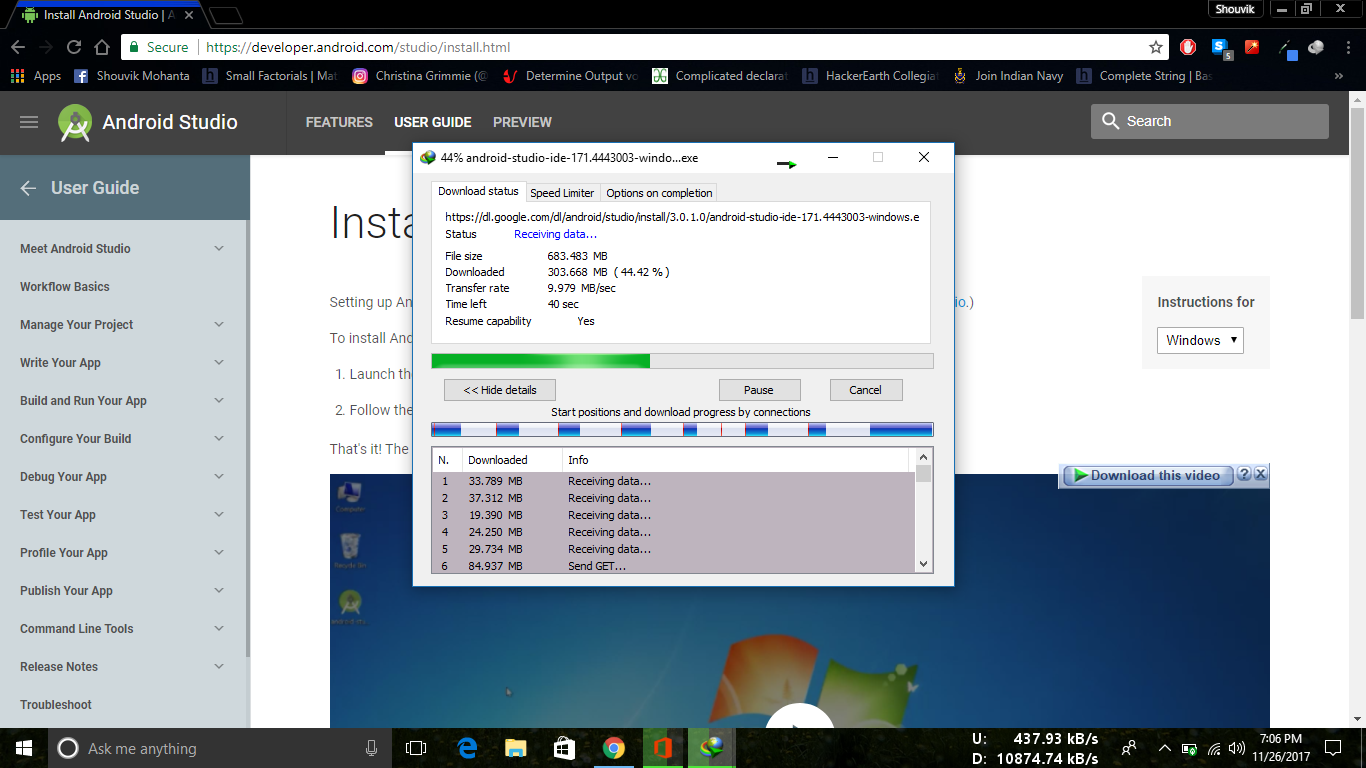 Install Android Studio | A
Shouvik
Secure
https://developer.android.com/studio/install.html
5
Apps
Shouvik Mohanta
Small Factorials | Mat
Christina Grimmie (@
Determine Output vo
Complicated declarat
HackerEarth Collegiat
Join Indian Navy
Complete String | Bas
»
Android Studio
FEATURES
USER GUIDE
PREVIEW
Search
User Guide
Meet Android Studio
Workflow Basics
Manage Your Project
Write Your App
Build and Run Your App
Configure Your Build
Debug Your App
Test Your App
Profile Your App
Publish Your App
Command Line Tools
Release Notes
Troubleshoot
Insta
Setting up An
io.)
To install And
1. Launch the
2. Follow the
That's it! The
Instructions for
Windows
44% android-studio-ide-171.4443003-windo...exe
Download status
Speed Limiter
Options on completion
https://dl.google.com/dl/android/studio/install/3.0.1.0/android-studio-ide-171.4443003-windows.e
Status Receiving data...
File size 683.483 MB
Downloaded 303.668 MB ( 44.42 % )
Transfer rate 9.979 MB/sec
Time left 40 sec
Resume capability Yes
<< Hide details
Pause
Cancel
Start positions and download progress by connections
N. Downloaded Info
1 33.789 MB Receiving data...
2 37.312 MB Receiving data...
3 19.390 MB Receiving data...
4 24.250 MB Receiving data...
5 29.734 MB Receiving data...
6 84.937 MB Send GET...
Download this video
?
Computer
Recycle Bin
Ask me anything
U: 437.93 kB/s
D: 10874.74 kB/s
7:06 PM
11/26/2017